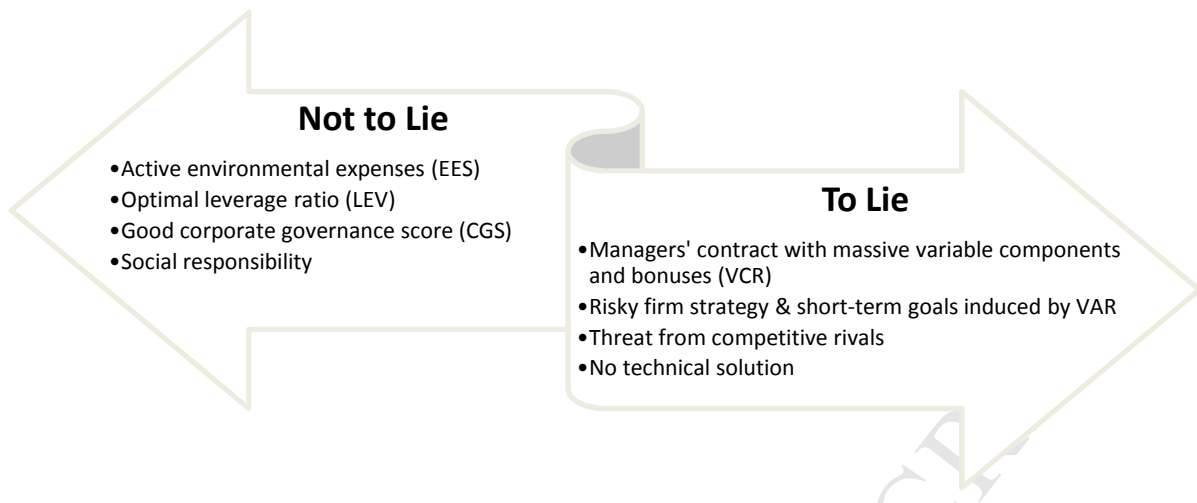 Not to Lie
•Active environmental expenses (EES)
•Optimal leverage ratio (LEV)
•Good corporate governance score (CGS)
•Social responsibility
To Lie
•Managers' contract with massive variable components
and bonuses (VCR)
•Risky firm strategy & short-term goals induced by VAR
•Threat from competitive rivals
•No technical solution